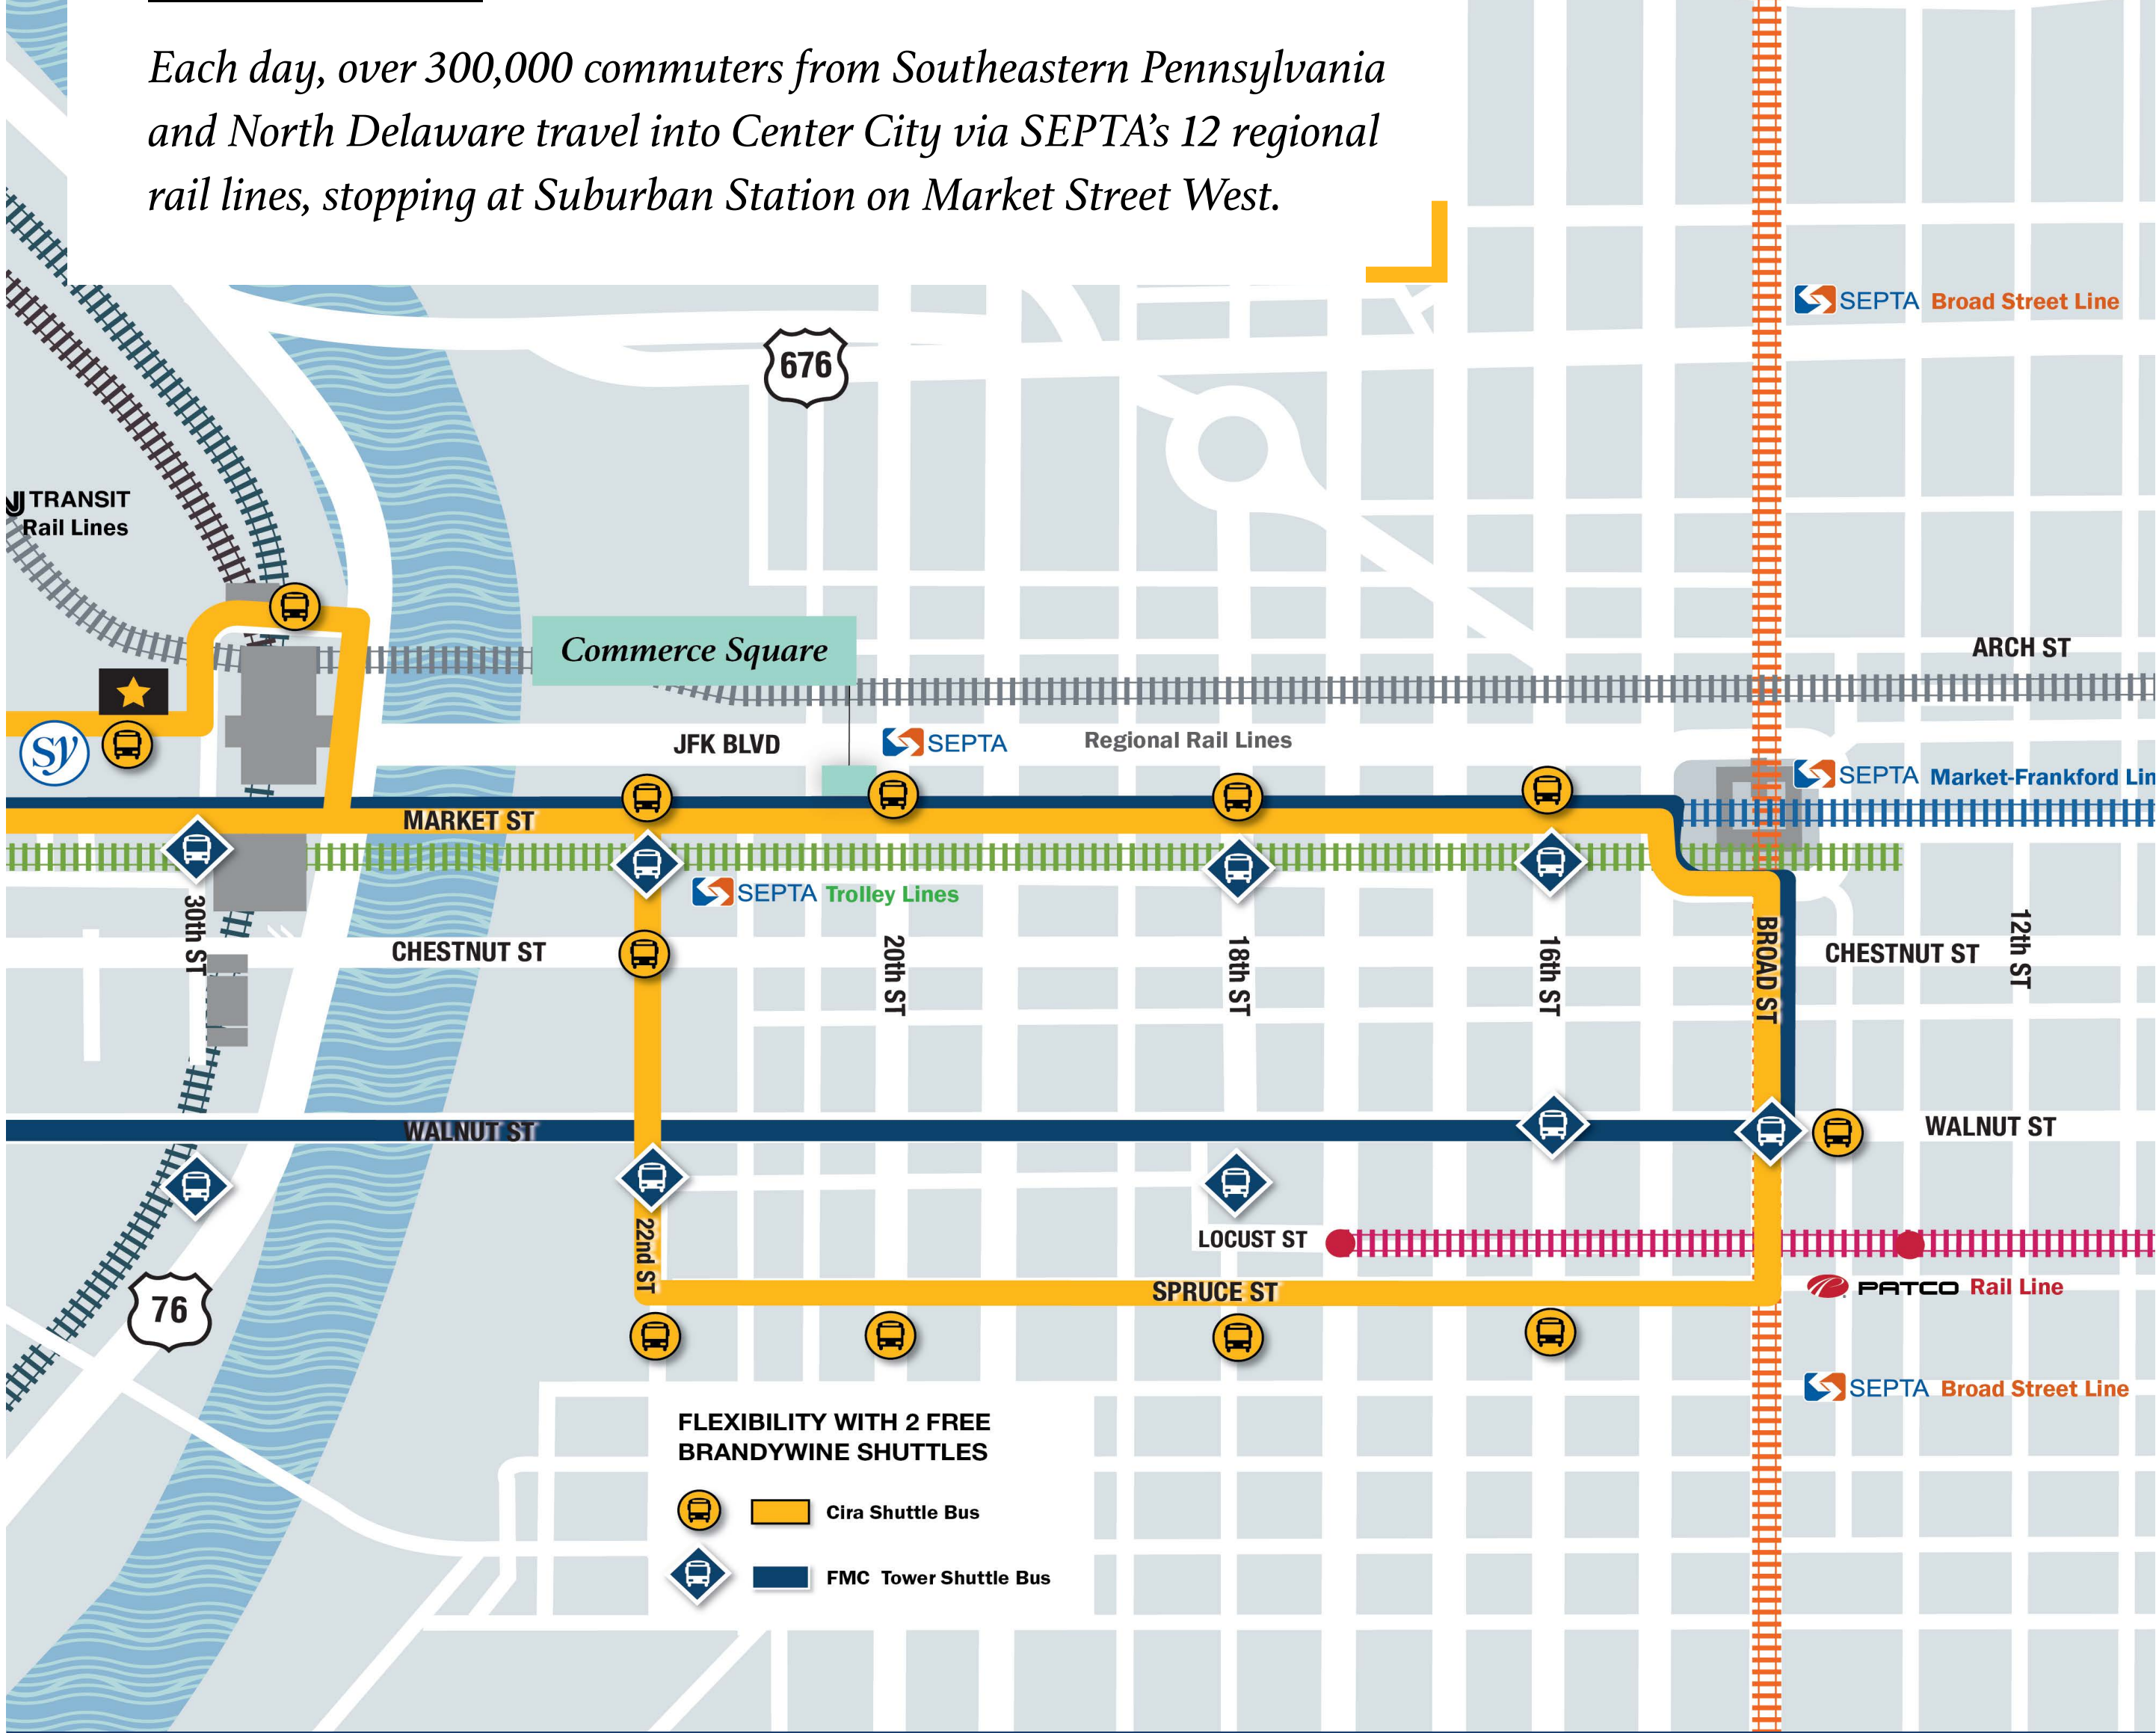 Each day, over 300,000 commuters from Southeastern Pennsylvania
and North Delaware travel into Center City via SEPTA's 12 regional
rail lines, stopping at Suburban Station on Market Street West.
SEPTA Broad Street Line
676
NJ TRANSIT
Rail Lines
Commerce Square
ARCH ST
sy
JFK BLVD
SEPTA
Regional Rail Lines
SEPTA Market-Frankford Lin
MARKET ST
SEPTA Trolley Lines
30th ST
CHESTNUT ST
20th ST
18th ST
16th ST
BROAD ST
CHESTNUT ST
12th ST
WALNUT ST
WALNUT ST
22nd ST
LOCUST ST
SPRUCE ST
PATCO Rail Line
76
SEPTA Broad Street Line
FLEXIBILITY WITH 2 FREE
BRANDYWINE SHUTTLES
Cira Shuttle Bus
FMC Tower Shuttle Bus